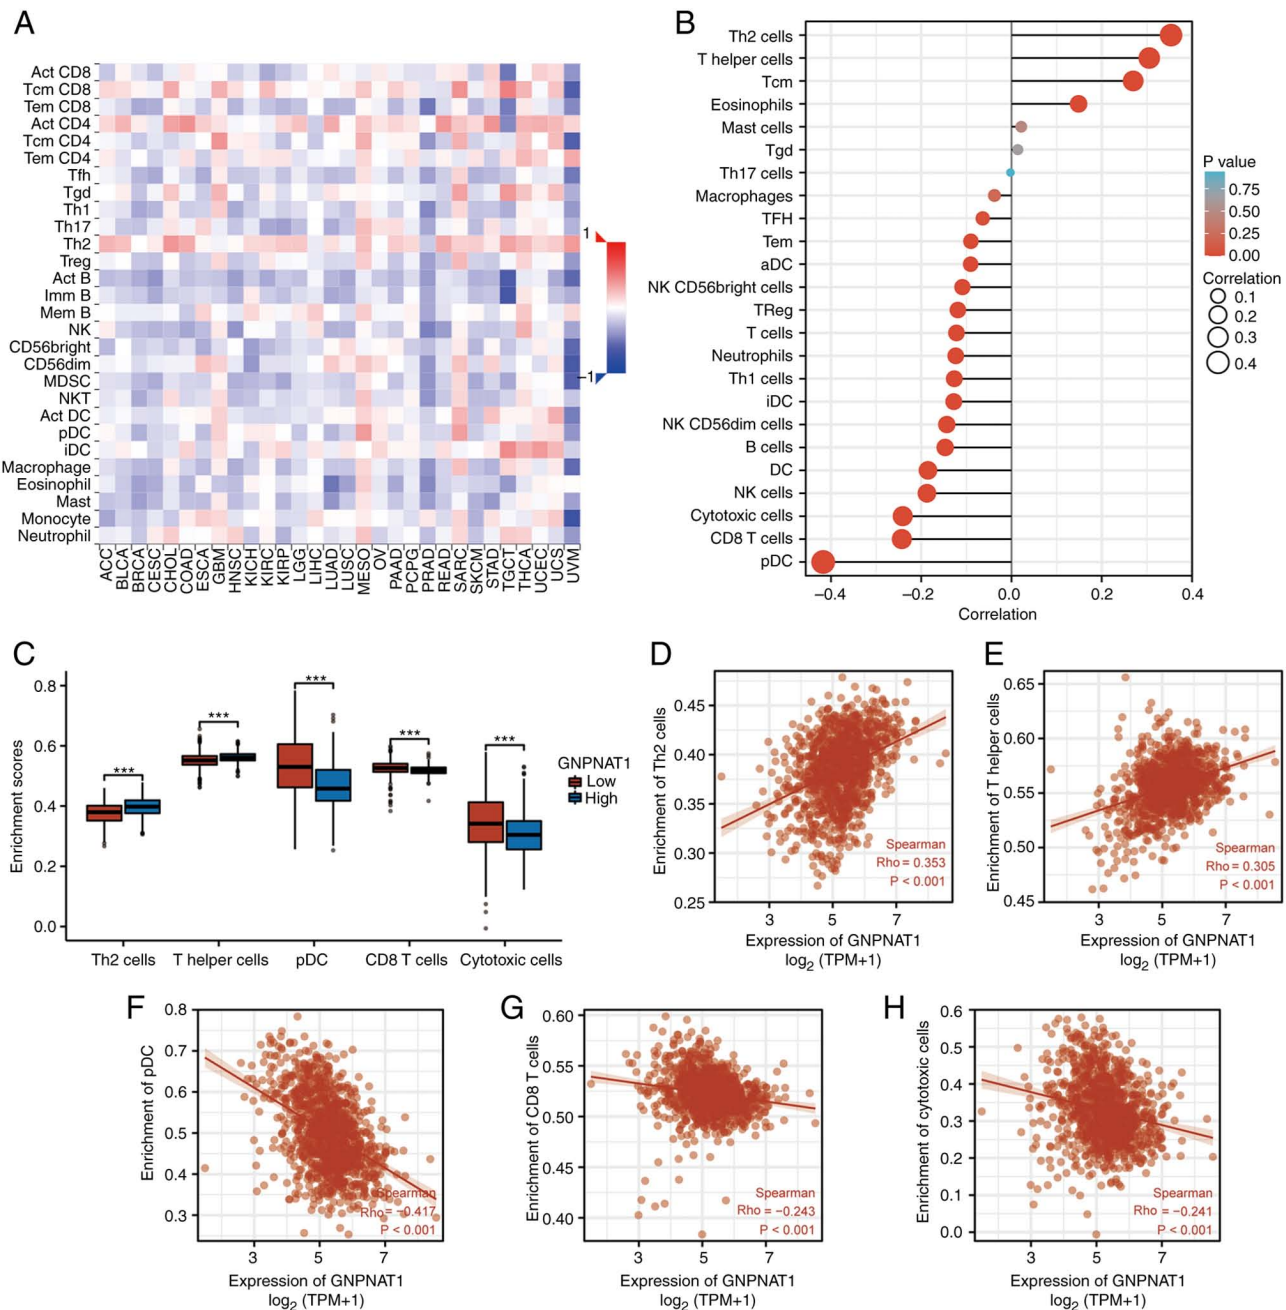 A
Act CD8
Tcm CD8
Tem CD8
Act CD4
Tcm CD4
Tem CD4
Tfh
Tgd
Th1
Th17
Th2
Treg
Act B
Imm B
Mem B
NK
CD56bright
CD56dim
MDSC
NKT
Act DC
pDC
iDC
Macrophage
Eosinophil
Mast
Monocyte
Neutrophil
ACC
BLCA
BRCA
CESC
CHOL
COAD
ESCA
GBM
HNSC
KICH
KIRC
KIRP
LGG
LIHC
LUAD
LUSC
MESO
OV
PAAD
PCPG
PRAD
READ
SARC
SKCM
STAD
TGCT
THCA
UCEC
UCS
UVM
1
−1
B
Th2 cells
T helper cells
Tcm
Eosinophils
Mast cells
Tgd
Th17 cells
Macrophages
TFH
Tem
aDC
NK CD56bright cells
TReg
T cells
Neutrophils
Th1 cells
iDC
NK CD56dim cells
B cells
DC
NK cells
Cytotoxic cells
CD8 T cells
pDC
−0.4 −0.2 0.0 0.2 0.4
Correlation
P value
0.75
0.50
0.25
0.00
Correlation
0.1
0.2
0.3
0.4
C
Enrichment scores
0.8
0.6
0.4
0.2
0.0
***
***
***
***
***
Th2 cells T helper cells pDC CD8 T cells Cytotoxic cells
GNPNAT1
Low
High
D
Enrichment of Th2 cells
0.45
0.40
0.35
0.30
0.25
Spearman
Rho = 0.353
P < 0.001
3 5 7
Expression of GNPNAT1
log2 (TPM+1)
E
Enrichment of T helper cells
0.65
0.60
0.55
0.50
0.45
Spearman
Rho = 0.305
P < 0.001
3 5 7
Expression of GNPNAT1
log2 (TPM+1)
F
Enrichment of pDC
0.8
0.7
0.6
0.5
0.4
0.3
Spearman
Rho = −0.417
P < 0.001
3 5 7
Expression of GNPNAT1
log2 (TPM+1)
G
Enrichment of CD8 T cells
0.60
0.55
0.50
0.45
0.40
Spearman
Rho = −0.243
P < 0.001
3 5 7
Expression of GNPNAT1
log2 (TPM+1)
H
Enrichment of cytotoxic cells
0.6
0.5
0.4
0.3
0.2
0.1
0.0
Spearman
Rho = −0.241
P < 0.001
3 5 7
Expression of GNPNAT1
log2 (TPM+1)